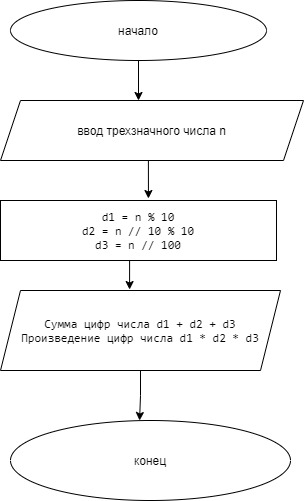 начало
ввод трехзначного числа n
d1 = n % 10
d2 = n // 10 % 10
d3 = n // 100
Сумма цифр числа d1 + d2 + d3
Произведение цифр числа d1 * d2 * d3
конец